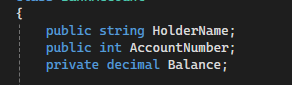 {
public string HolderName;
public int AccountNumber;
private decimal Balance;